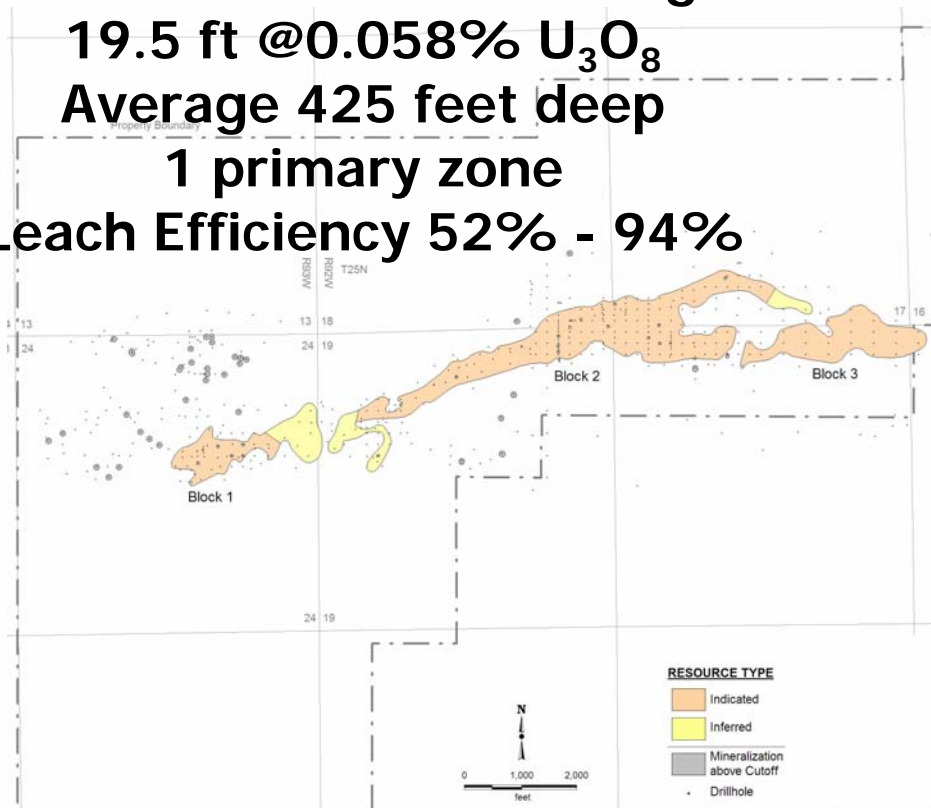 19.5 ft @0.058% U₃O₈
Average 425 feet deep
Property Boundary
1 primary zone
Leach Efficiency 52% - 94%
R93W R92W T25N
13 13 18 17 16
24 24 19
Block 2
Block 3
Block 1
24 19
RESOURCE TYPE
Indicated
Inferred
Mineralization
above Cutoff
Drillhole
N
0 1,000 2,000
feet